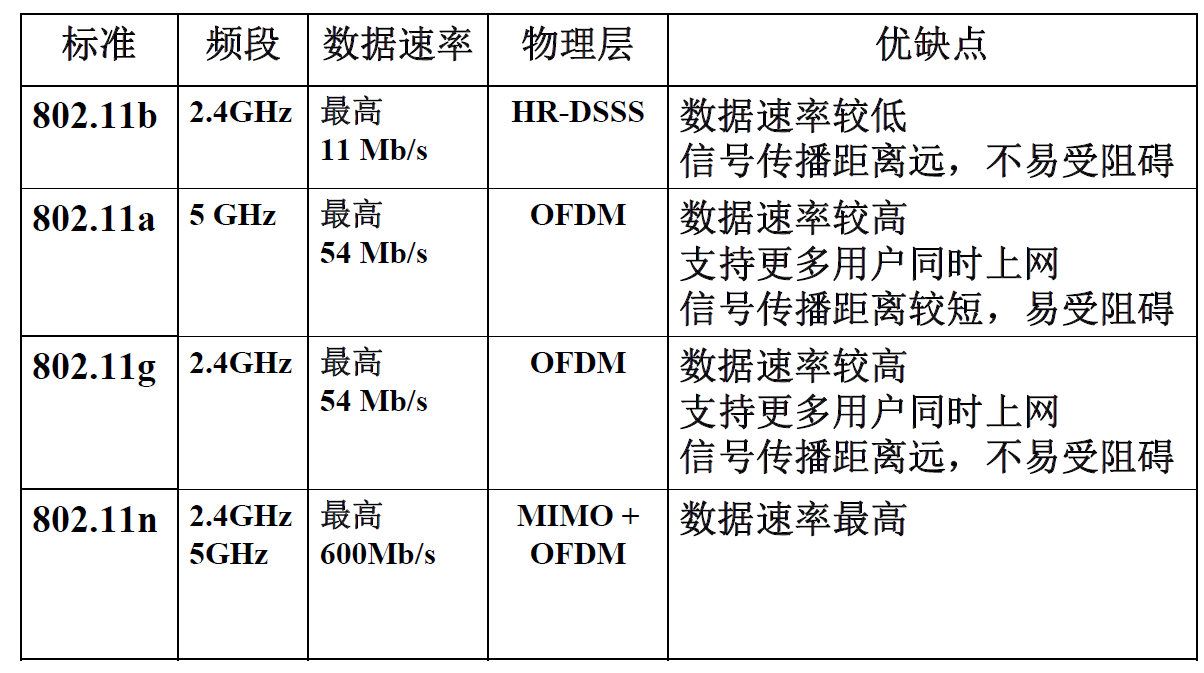 标准 频段 数据速率 物理层 优缺点
802.11b 2.4GHz 最高 HR-DSSS 数据速率较低
11 Mb/s 信号传播距离远，不易受阻碍
802.11a 5 GHz 最高 OFDM 数据速率较高
54 Mb/s 支持更多用户同时上网
信号传播距离较短，易受阻碍
802.11g 2.4GHz 最高 OFDM 数据速率较高
54 Mb/s 支持更多用户同时上网
信号传播距离远，不易受阻碍
802.11n 2.4GHz 最高 MIMO + 数据速率最高
5GHz 600Mb/s OFDM